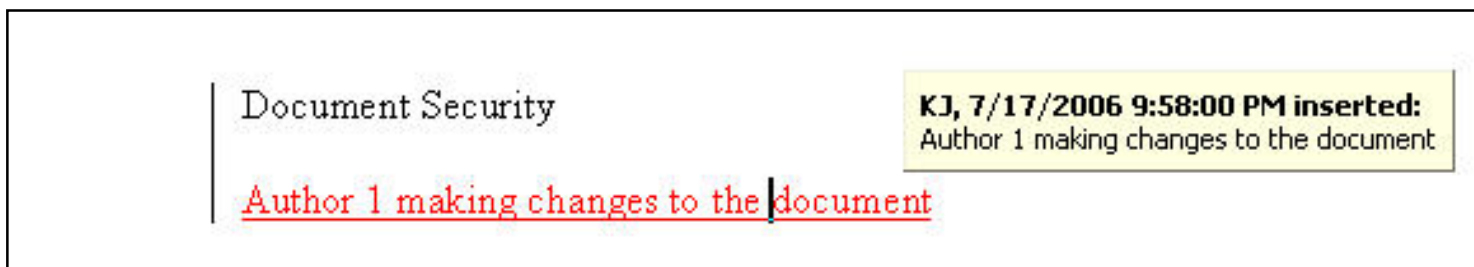 Document Security
KJ, 7/17/2006 9:58:00 PM inserted:
Author 1 making changes to the document
Author 1 making changes to the document